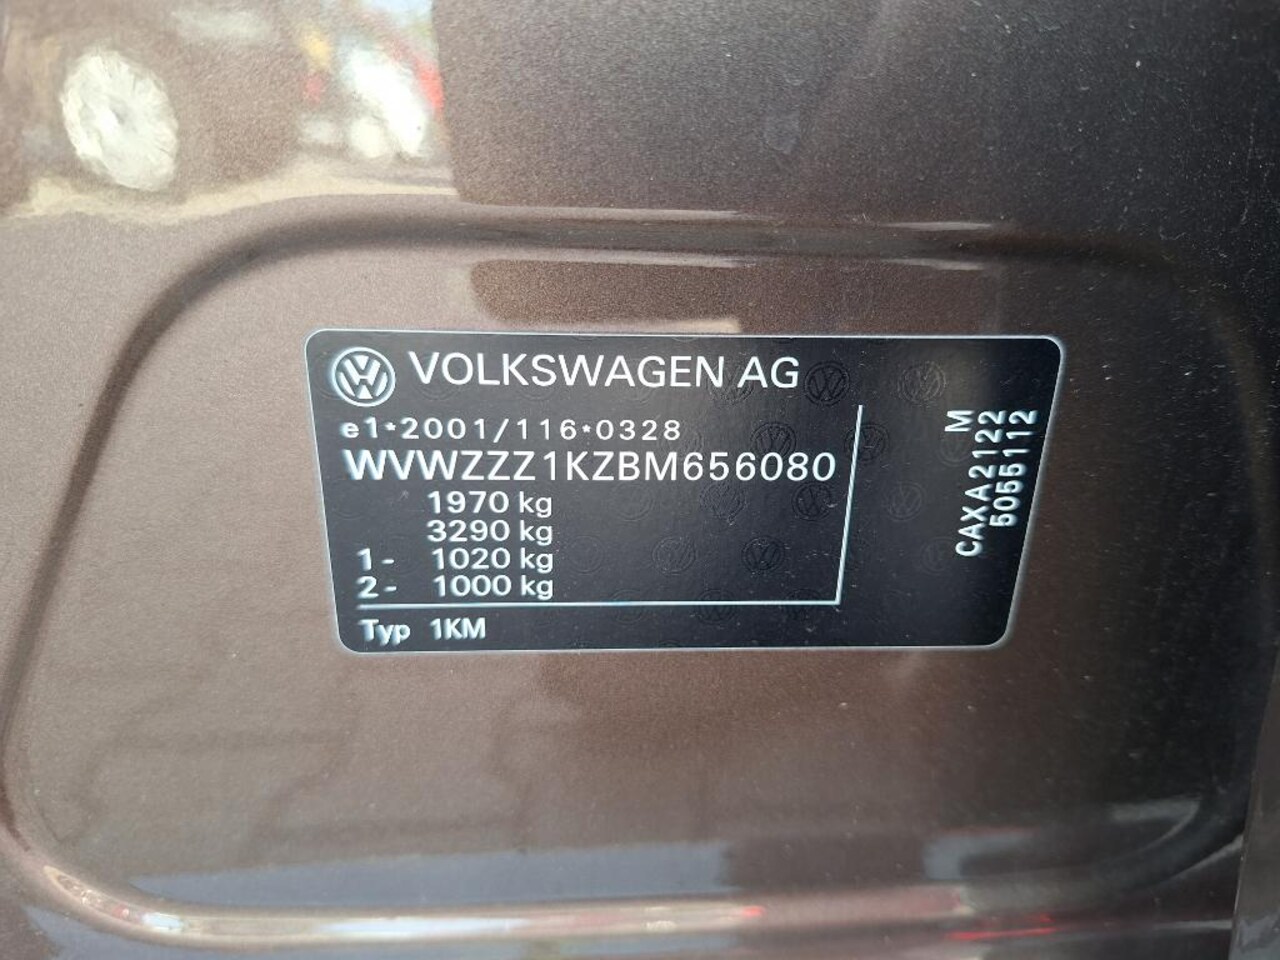 VOLKSWAGEN AG
e1*2001/116*0328
WVWZZZ1KZBM656080
1970 kg
3290 kg
1- 1020 kg
2- 1000 kg
Typ 1KM
M
CAXA2122
5055112